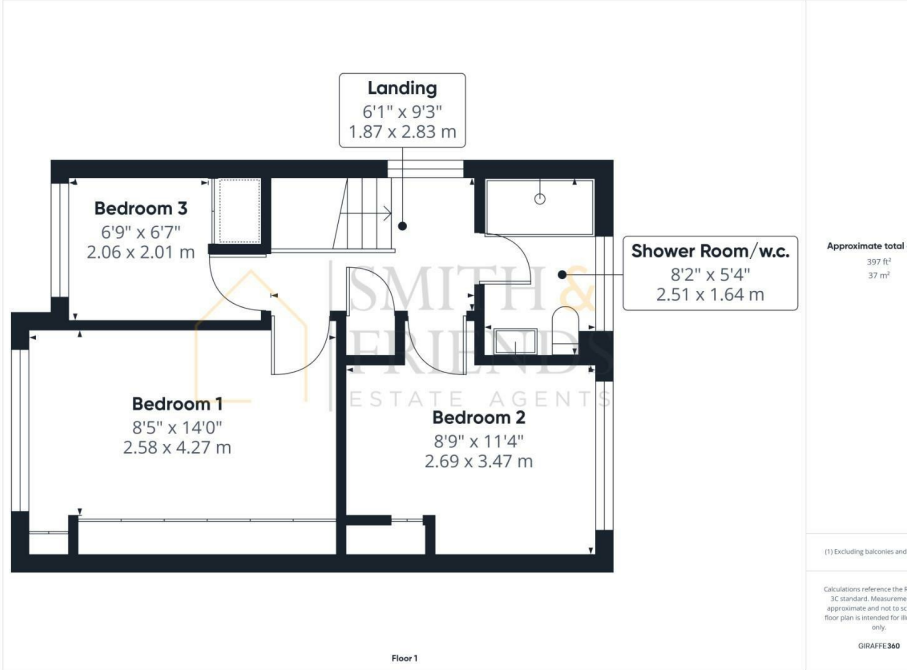 Landing
6'1" x 9'3"
1.87 x 2.83 m
Bedroom 3
6'9" x 6'7"
2.06 x 2.01 m
Shower Room/w.c.
8'2" x 5'4"
2.51 x 1.64 m
SMITH &
FRIENDS
ESTATE AGENTS
Bedroom 1
8'5" x 14'0"
2.58 x 4.27 m
Bedroom 2
8'9" x 11'4"
2.69 x 3.47 m
Floor 1
Approximate total
397 ft²
37 m²
(1) Excluding balconies and
Calculations reference the
3C standard.
approximate and not to
floor plan is intended for
only.
GIRAFFE360